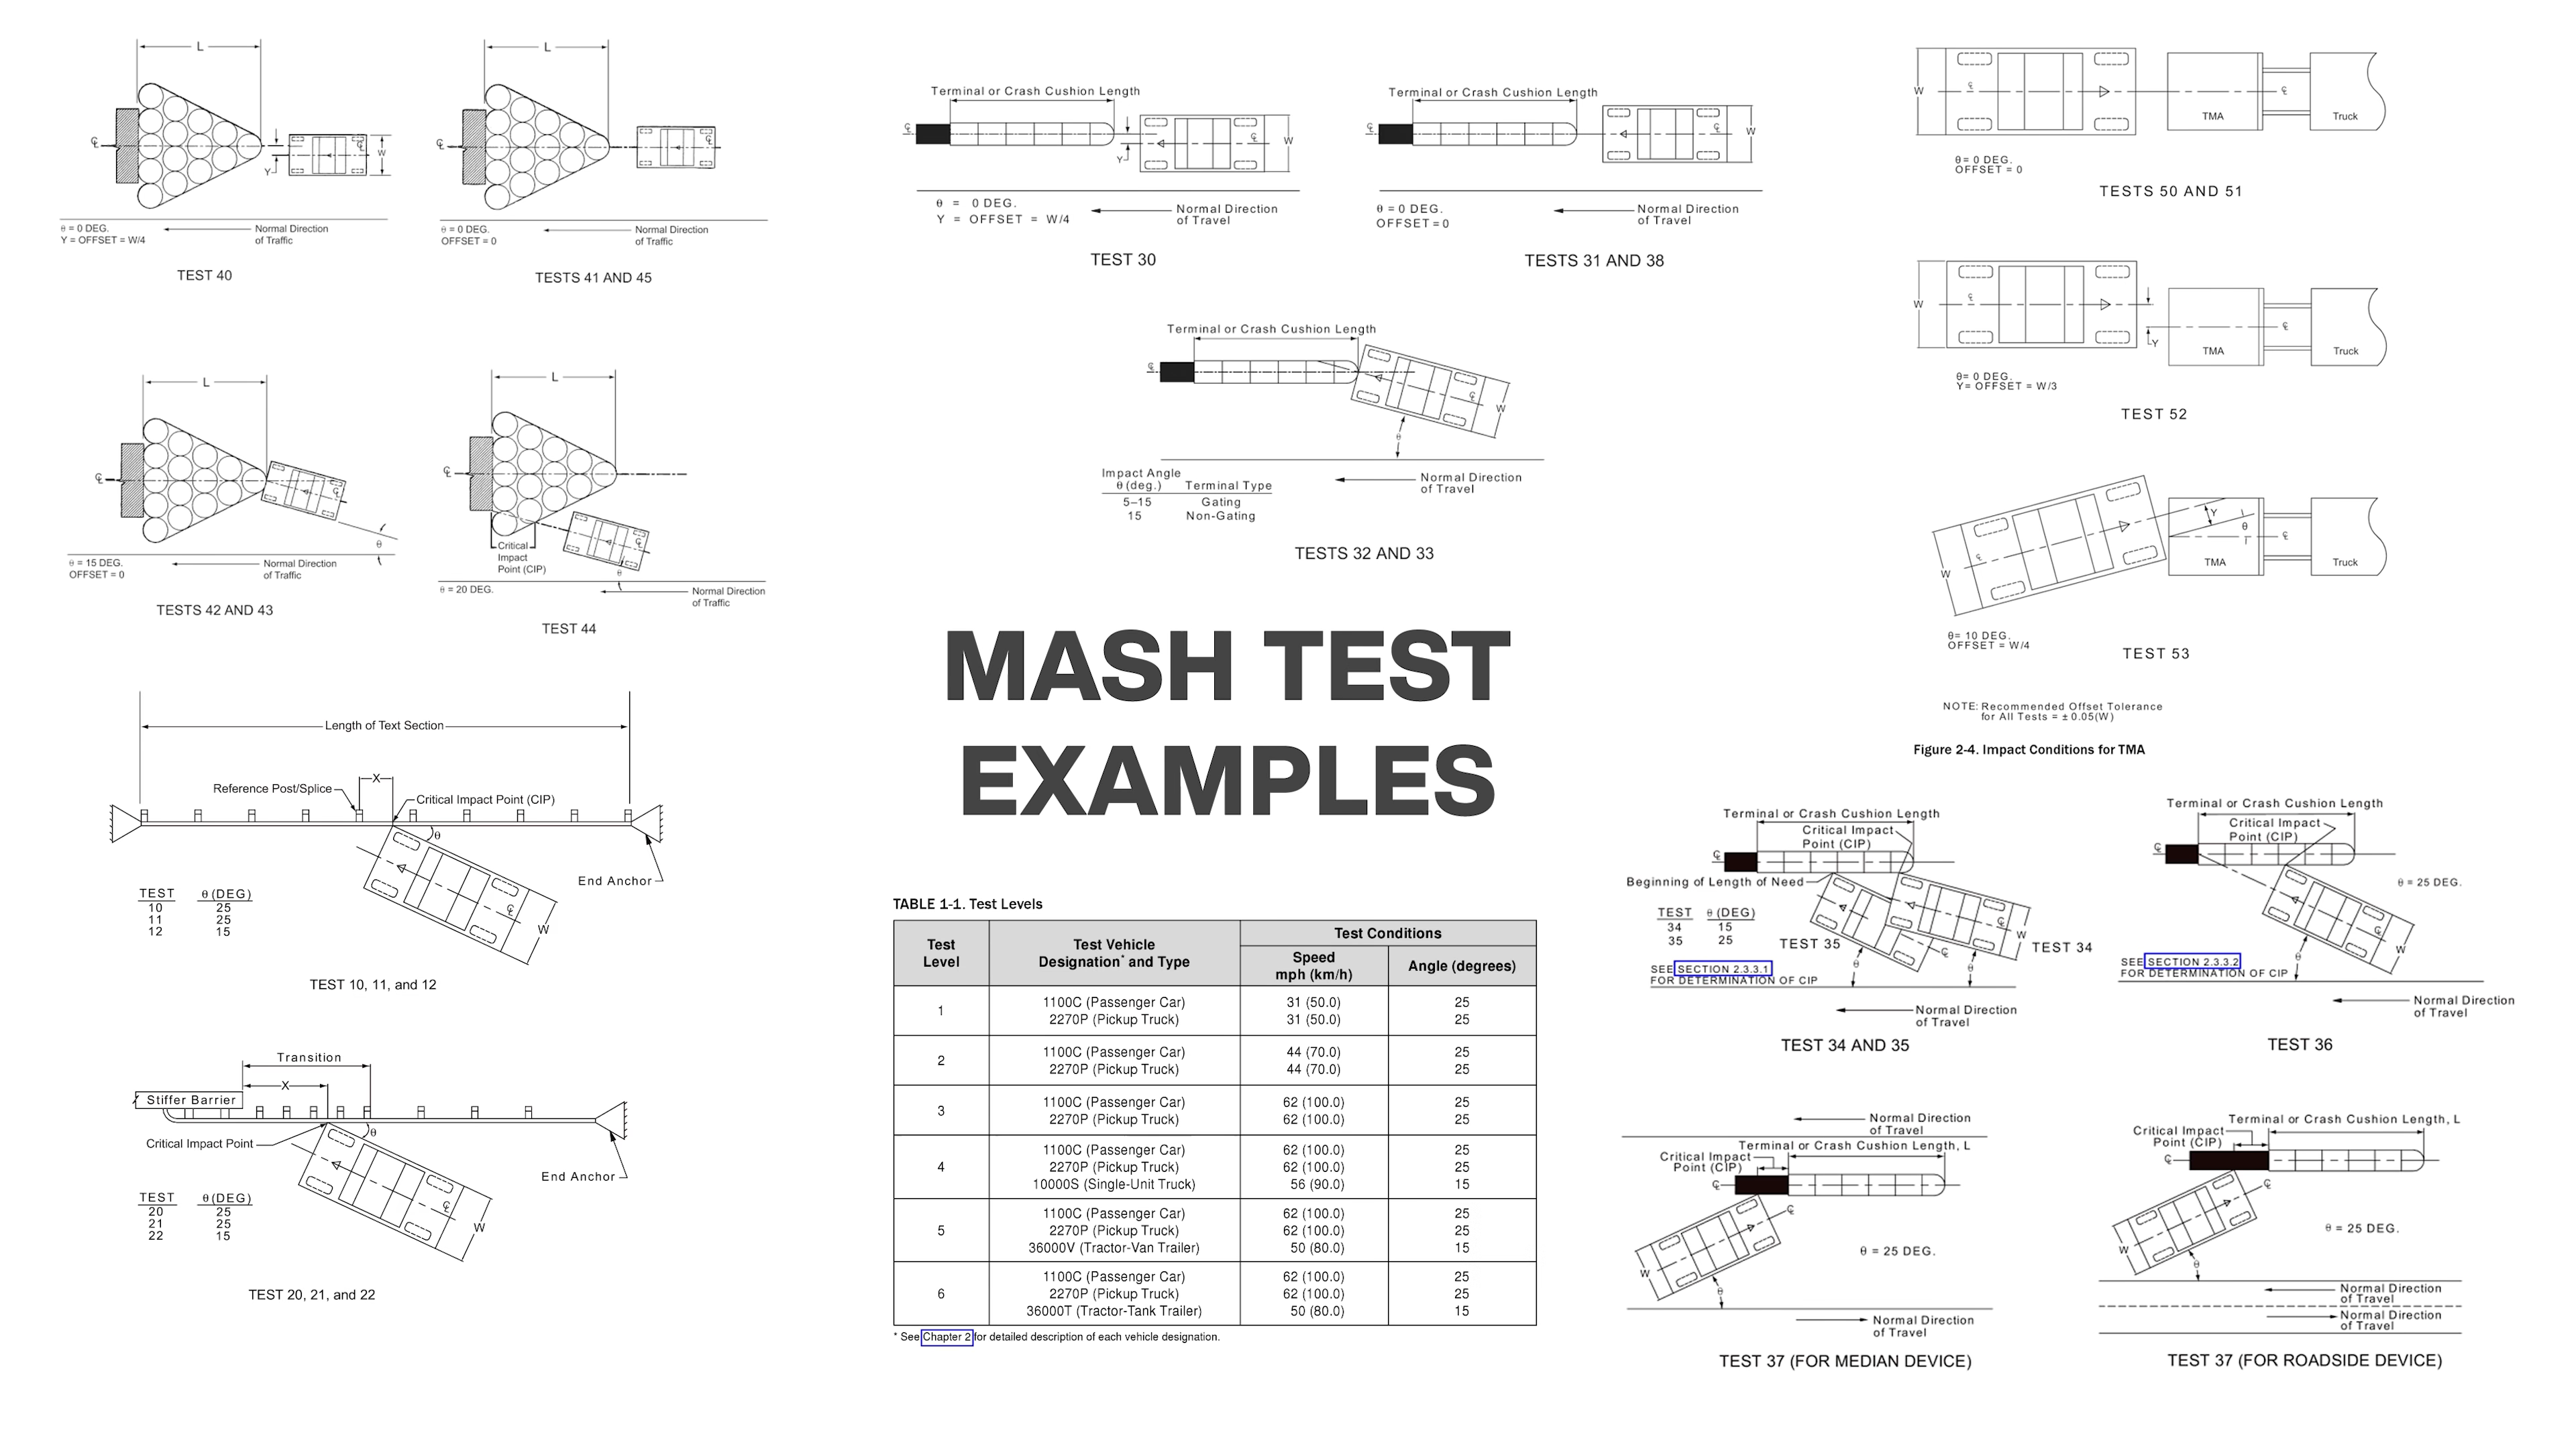 L
℄
Y
℄
W
θ = 0 DEG.
Y = OFFSET = W/4
Normal Direction
of Traffic
TEST 40
L
℄
℄
θ = 0 DEG.
OFFSET = 0
Normal Direction
of Traffic
TESTS 41 AND 45
L
℄
℄
θ
θ = 15 DEG.
OFFSET = 0
Normal Direction
of Traffic
TESTS 42 AND 43
L
℄
℄
Critical
Impact
Point (CIP)
θ
θ = 20 DEG.
Normal Direction
of Traffic
TEST 44
Length of Text Section
X
Reference Post/Splice
Critical Impact Point (CIP)
θ
End Anchor
℄
W
TEST θ (DEG)
10 25
11 25
12 15
TEST 10, 11, and 12
Transition
X
Stiffer Barrier
θ
Critical Impact Point
End Anchor
℄
W
TEST θ (DEG)
20 25
21 25
22 15
TEST 20, 21, and 22
Terminal or Crash Cushion Length
℄
Y
℄
W
θ = 0 DEG.
Y = OFFSET = W/4
Normal Direction
of Travel
TEST 30
Terminal or Crash Cushion Length
℄
℄
W
θ = 0 DEG.
OFFSET = 0
Normal Direction
of Travel
TESTS 31 AND 38
Terminal or Crash Cushion Length
℄
℄
W
θ
Impact Angle
θ (deg.) Terminal Type
5–15 Gating
15 Non-Gating
Normal Direction
of Travel
TESTS 32 AND 33
MASH TEST
EXAMPLES
TABLE 1-1. Test Levels
Test Level
Test Vehicle Designation* and Type
Test Conditions
Speed mph (km/h)
Angle (degrees)
1
1100C (Passenger Car) 31 (50.0) 25
2270P (Pickup Truck) 31 (50.0) 25
2
1100C (Passenger Car) 44 (70.0) 25
2270P (Pickup Truck) 44 (70.0) 25
3
1100C (Passenger Car) 62 (100.0) 25
2270P (Pickup Truck) 62 (100.0) 25
4
1100C (Passenger Car) 62 (100.0) 25
2270P (Pickup Truck) 62 (100.0) 25
10000S (Single-Unit Truck) 56 (90.0) 15
5
1100C (Passenger Car) 62 (100.0) 25
2270P (Pickup Truck) 62 (100.0) 25
36000V (Tractor-Van Trailer) 50 (80.0) 15
6
1100C (Passenger Car) 62 (100.0) 25
2270P (Pickup Truck) 62 (100.0) 25
36000T (Tractor-Tank Trailer) 50 (80.0) 15
* See Chapter 2 for detailed description of each vehicle designation.
W
℄
℄
TMA
Truck
θ= 0 DEG.
OFFSET = 0
TESTS 50 AND 51
W
℄
Y
℄
TMA
Truck
θ= 0 DEG.
Y= OFFSET = W/3
TEST 52
W
℄
Y
θ
℄
TMA
Truck
θ= 10 DEG.
OFFSET = W/4
TEST 53
NOTE: Recommended Offset Tolerance
for All Tests = ± 0.05(W)
Figure 2-4. Impact Conditions for TMA
Terminal or Crash Cushion Length
Critical Impact
Point (CIP)
℄
Beginning of Length of Need
TEST θ (DEG)
34 15
35 25
TEST 35
℄
℄
W
TEST 34
SEE SECTION 2.3.3.1
FOR DETERMINATION OF CIP
θ
θ
Normal Direction
of Travel
TEST 34 AND 35
Terminal or Crash Cushion Length
Critical Impact
Point (CIP)
℄
θ = 25 DEG.
℄
W
SEE SECTION 2.3.3.2
FOR DETERMINATION OF CIP
θ
Normal Direction
of Travel
TEST 36
Normal Direction
of Travel
Terminal or Crash Cushion Length, L
Critical Impact
Point (CIP)
℄
℄
W
θ = 25 DEG.
θ
Normal Direction
of Travel
TEST 37 (FOR MEDIAN DEVICE)
Terminal or Crash Cushion Length, L
Critical Impact
Point (CIP)
℄
℄
W
θ = 25 DEG.
θ
Normal Direction
of Travel
Normal Direction
of Travel
TEST 37 (FOR ROADSIDE DEVICE)